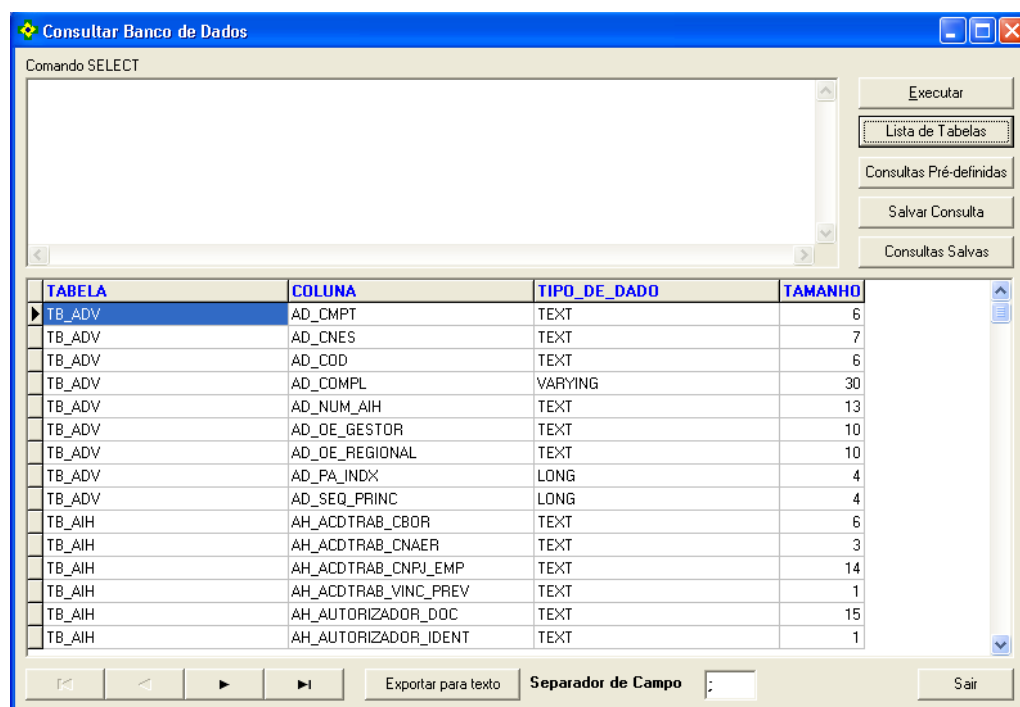 Consultar Banco de Dados
Comando SELECT
Executar
Lista de Tabelas
Consultas Pré-definidas
Salvar Consulta
Consultas Salvas
TABELA COLUNA TIPO_DE_DADO TAMANHO
TB_ADV AD_CMPT TEXT 6
TB_ADV AD_CNES TEXT 7
TB_ADV AD_COD TEXT 6
TB_ADV AD_COMPL VARYING 30
TB_ADV AD_NUM_AIH TEXT 13
TB_ADV AD_OE_GESTOR TEXT 10
TB_ADV AD_OE_REGIONAL TEXT 10
TB_ADV AD_PA_INDX LONG 4
TB_ADV AD_SEQ_PRINC LONG 4
TB_AIH AH_ACDTRAB_CBOR TEXT 6
TB_AIH AH_ACDTRAB_CNAER TEXT 3
TB_AIH AH_ACDTRAB_CNPJ_EMP TEXT 14
TB_AIH AH_ACDTRAB_VINC_PREV TEXT 1
TB_AIH AH_AUTORIZADOR_DOC TEXT 15
TB_AIH AH_AUTORIZADOR_IDENT TEXT 1
Exportar para texto Separador de Campo ; Sair